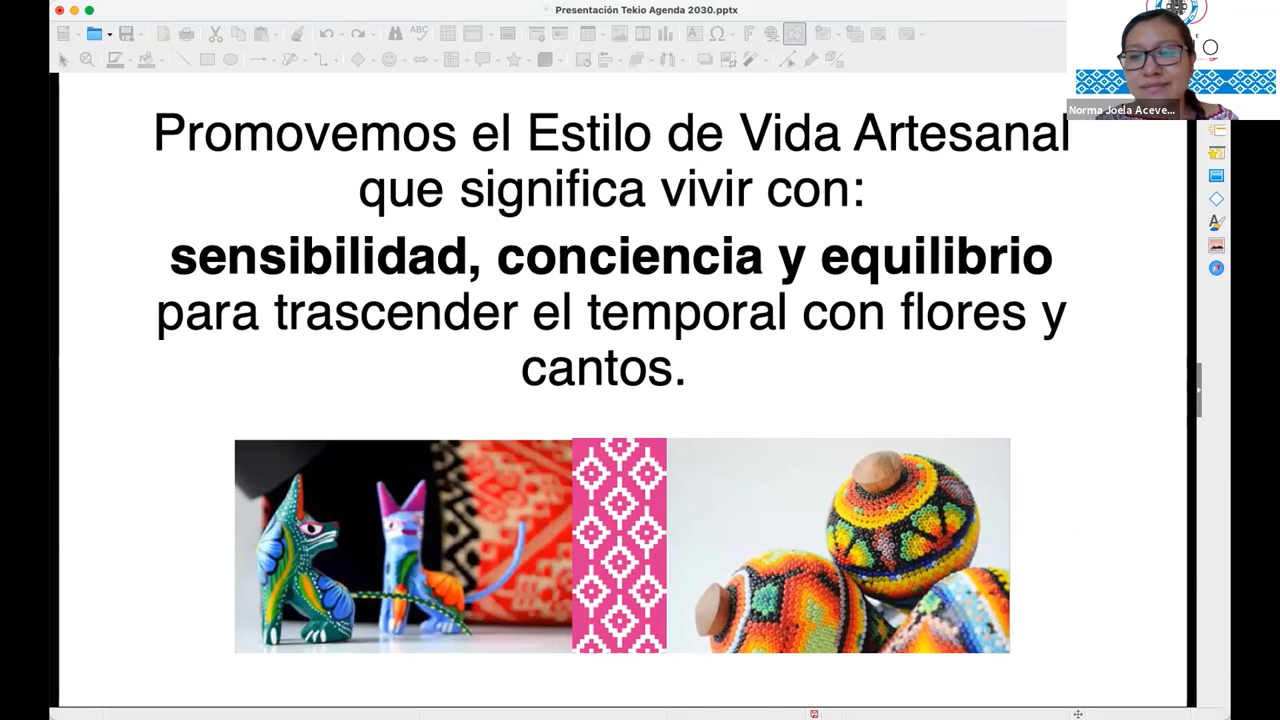 Presentación Tekio Agenda 2030.pptx
Norma Joela Aceve...
Promovemos el Estilo de Vida Artesanal
que significa vivir con:
sensibilidad, conciencia y equilibrio
para trascender el temporal con flores y
cantos.